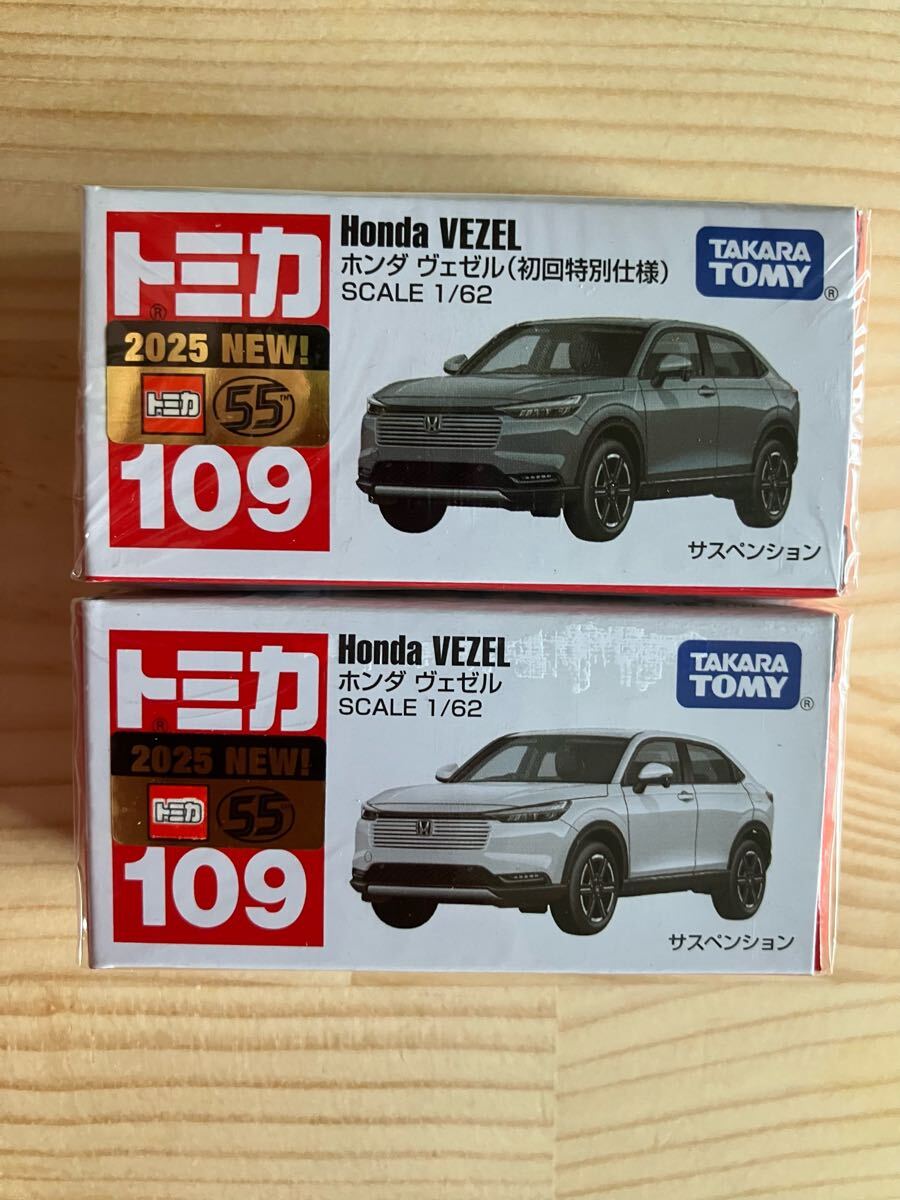 トミカ
®
2025 NEW!
トミカ 55™
109
Honda VEZEL
ホンダ ヴェゼル(初回特別仕様)
SCALE 1/62
TAKARA
TOMY
®
サスペンション
トミカ
®
2025 NEW!
トミカ 55
109
Honda VEZEL
ホンダ ヴェゼル
SCALE 1/62
TAKARA
TOMY
®
サスペンション